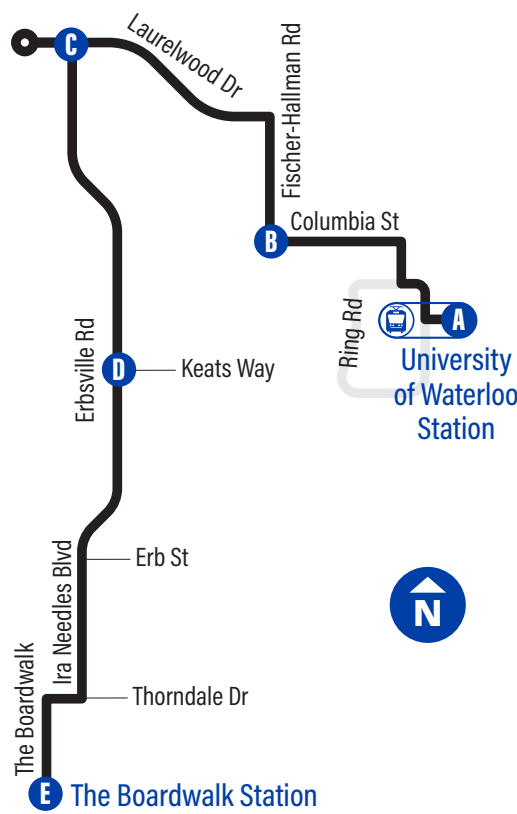 C
Laurelwood Dr
Fischer-Hallman Rd
B
Columbia St
Ring Rd
A
University
of Waterloo
Station
Erbsville Rd
D
Keats Way
Ira Needles Blvd
Erb St
N
The Boardwalk
Thorndale Dr
E
The Boardwalk Station